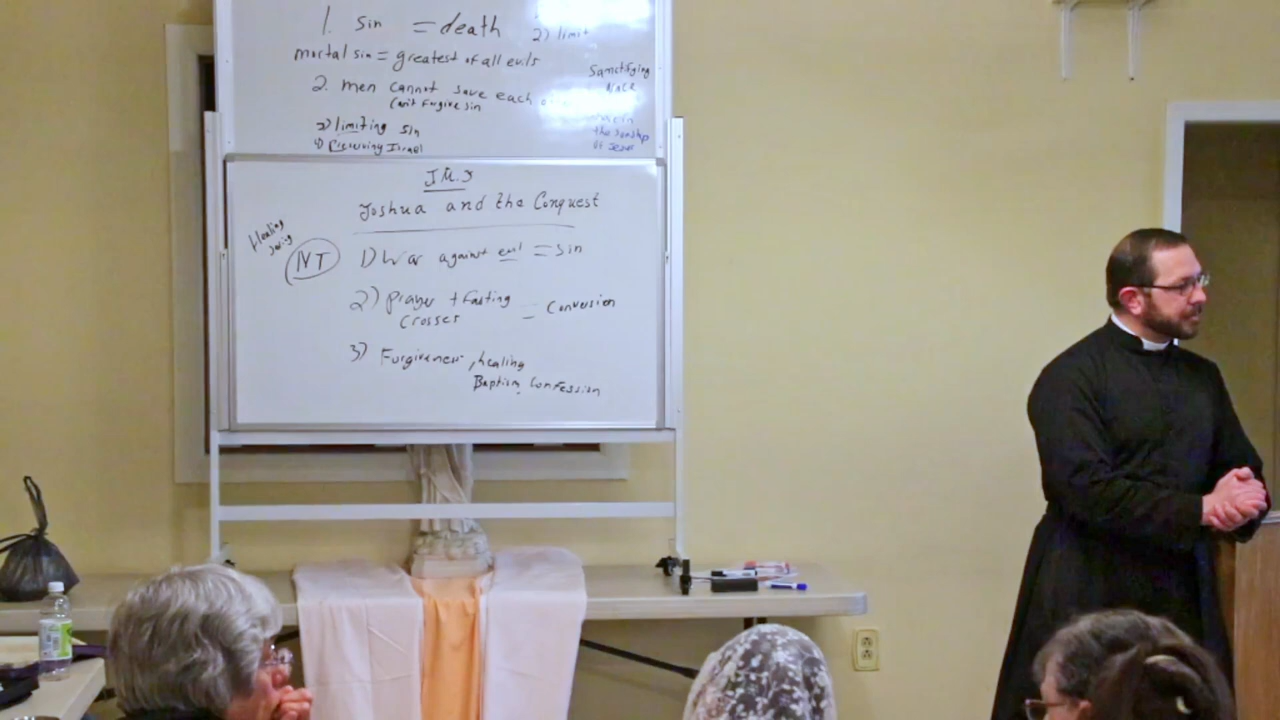 1. sin = death
2) limit
mortal sin = greatest of all evils
2. men cannot save each
Can't forgive sin
Sanctifying
Grace
3) limiting sin
4) Preserving Israel
the sonship
of Jesus
J.M.J
Joshua and the Conquest
Healing
saving
NT
1) War against evil = sin
2) Prayer + Fasting = Conversion
Crosses
3) Forgiveness, healing
Baptism Confession